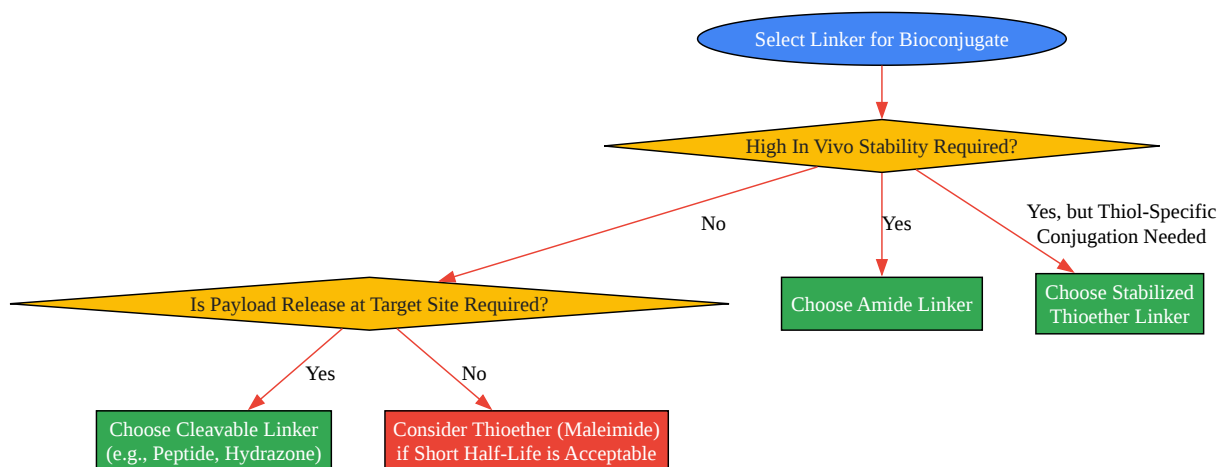 Select Linker for Bioconjugate
High In Vivo Stability Required?
No
Yes
Yes, but Thiol-Specific
Conjugation Needed
Is Payload Release at Target Site Required?
Choose Amide Linker
Choose Stabilized
Thioether Linker
Yes
No
Choose Cleavable Linker
(e.g., Peptide, Hydrazone)
Consider Thioether (Maleimide)
if Short Half-Life is Acceptable